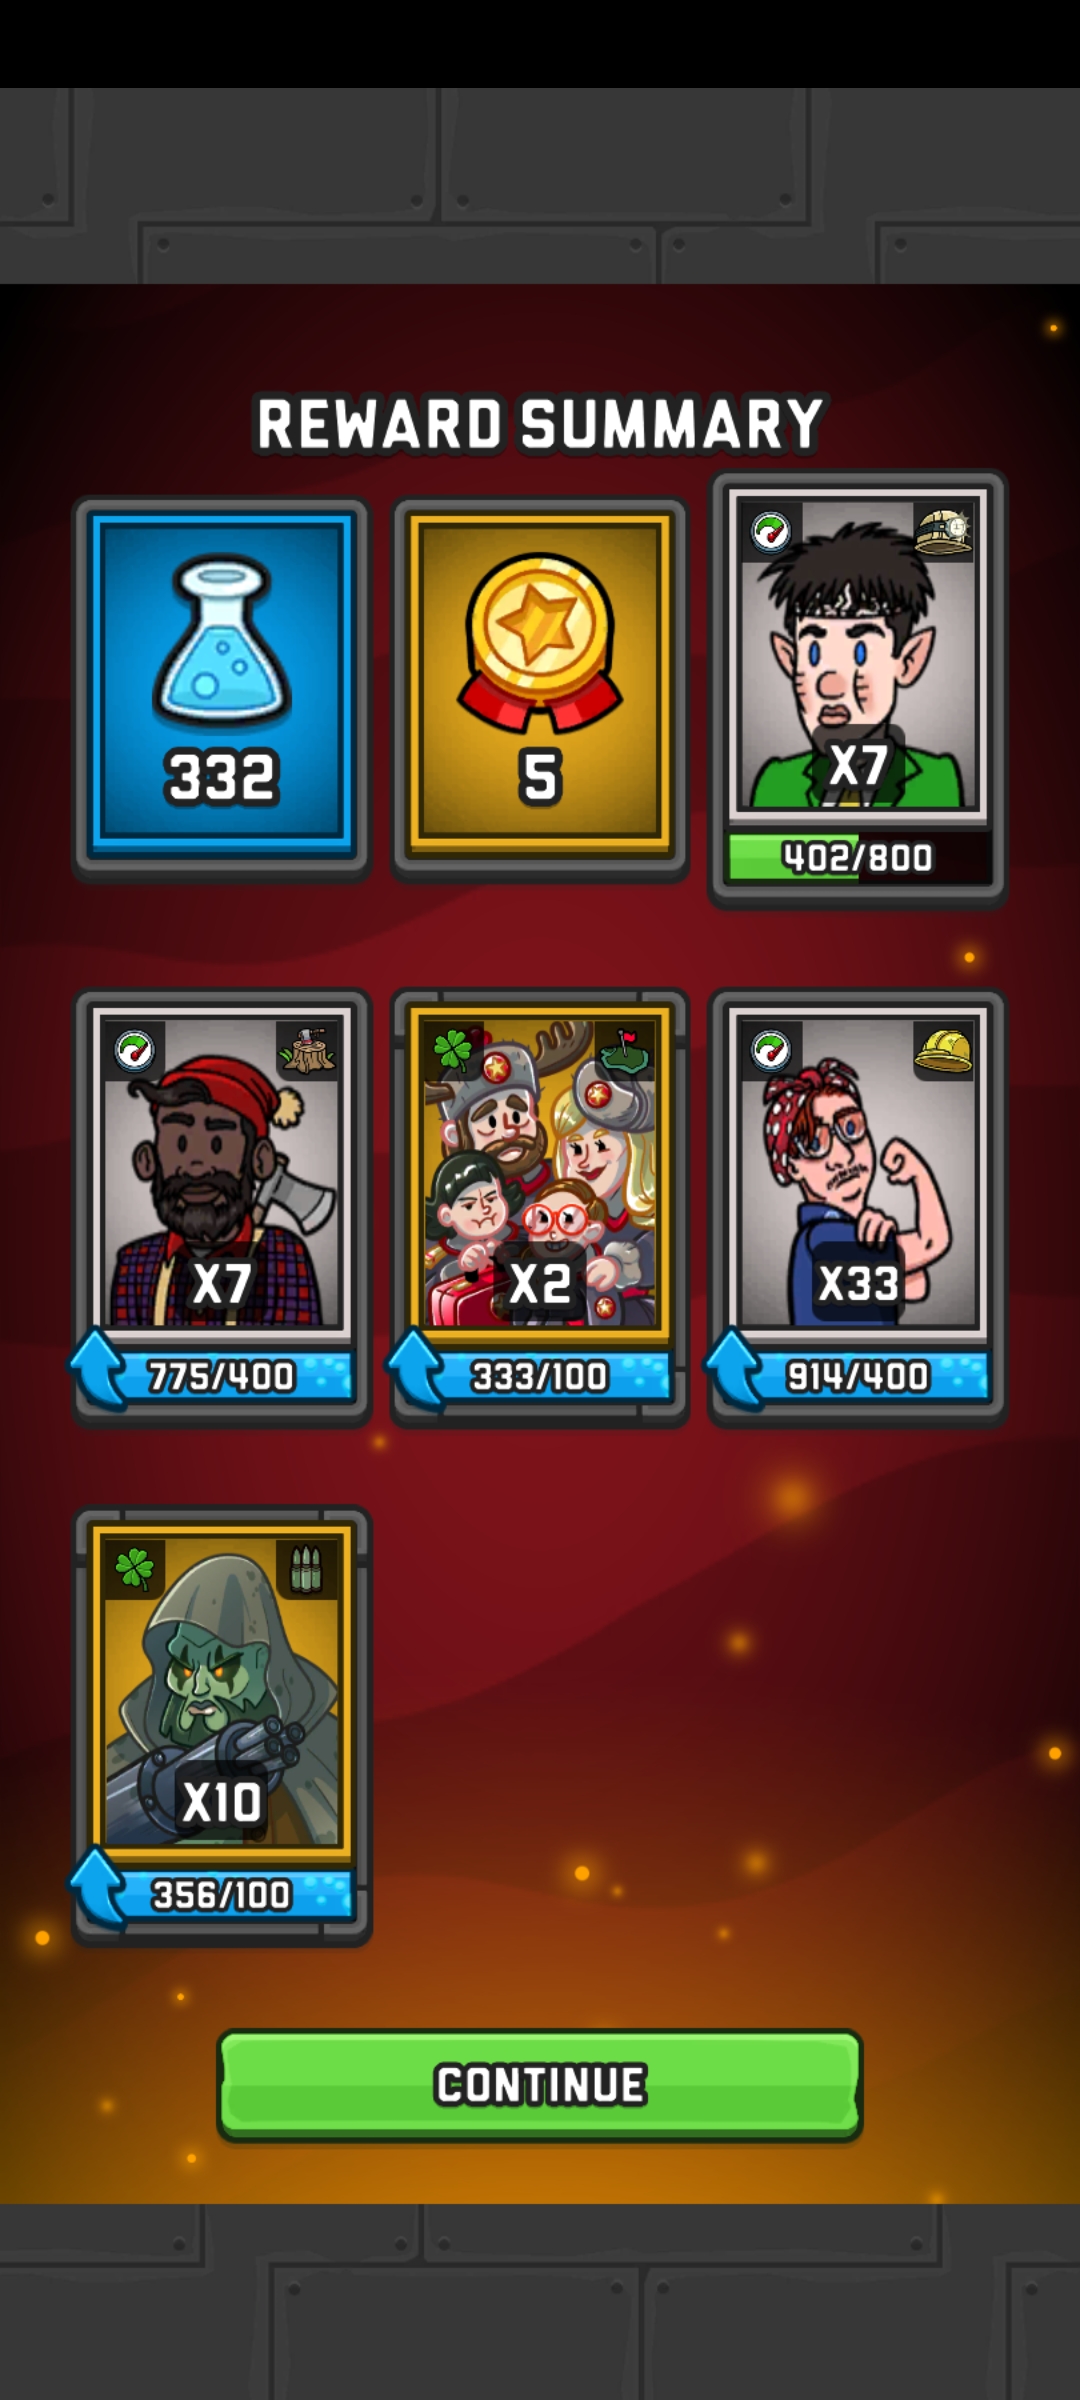 REWARD SUMMARY
332
5
X7
402/800
X7
775/400
X2
333/100
X33
914/400
X10
356/100
CONTINUE